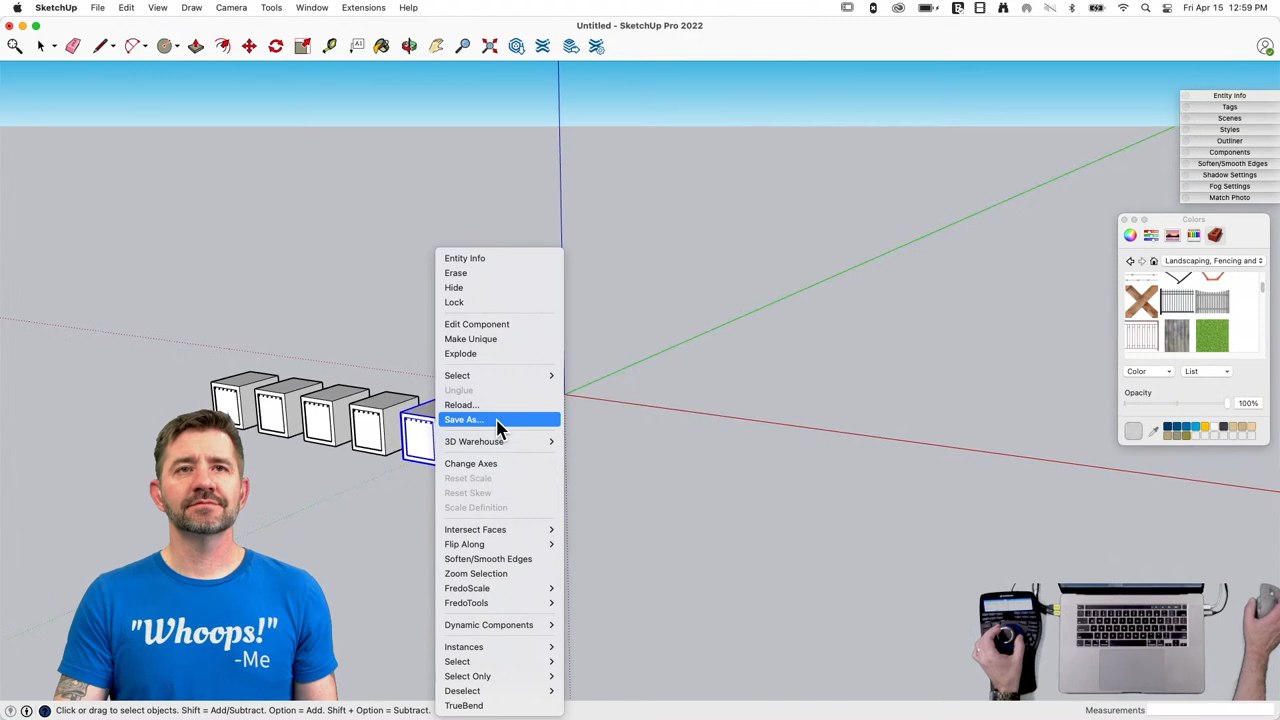 SketchUp File Edit View Draw Camera Tools Window Extensions Help Fri Apr 15 12:59 PM
Untitled - SketchUp Pro 2022
Entity Info
Tags
Scenes
Styles
Outliner
Components
Soften/Smooth Edges
Shadow Settings
Fog Settings
Match Photo
Colors
Landscaping, Fencing and
Color List
Opacity
100%
Entity Info
Erase
Hide
Lock
Edit Component
Make Unique
Explode
Select
Unglue
Reload...
Save As...
3D Warehouse
Change Axes
Reset Scale
Reset Skew
Scale Definition
Intersect Faces
Flip Along
Soften/Smooth Edges
Zoom Selection
FredoScale
FredoTools
Dynamic Components
Instances
Select
Select Only
Deselect
TrueBend
"Whoops!"
-Me
Click or drag to select objects. Shift = Add/Subtract. Option = Add. Shift + Option = Subtract.
Measurements